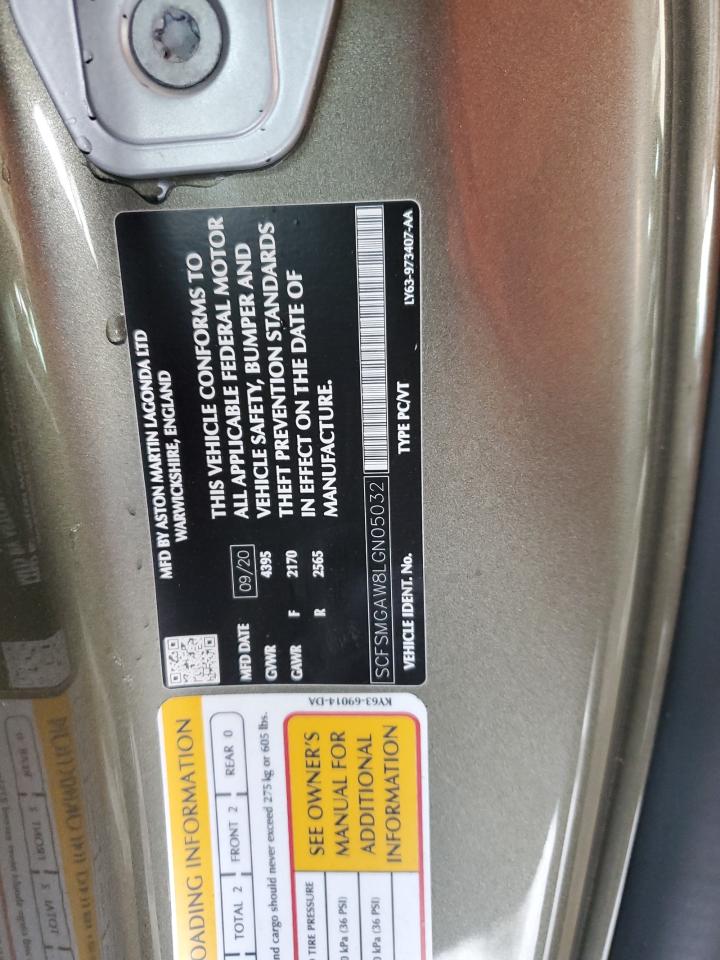 MFD BY ASTON MARTIN LAGONDA LTD
WARWICKSHIRE, ENGLAND
THIS VEHICLE CONFORMS TO
ALL APPLICABLE FEDERAL MOTOR
VEHICLE SAFETY, BUMPER AND
THEFT PREVENTION STANDARDS
IN EFFECT ON THE DATE OF
MANUFACTURE.
MFD DATE 09/20
GVWR 4395
GAWR F 2170
R 2565
SCFSMGAW8LGN05032
VEHICLE IDENT. No. TYPE PC/VT LY63-973407-AA
KY63-69014-DA
OADING INFORMATION
TOTAL 2 FRONT 2 REAR 0
nd cargo should never exceed 275 kg or 605 lbs.
TIRE PRESSURE
0 kPa (36 PSI)
0 kPa (36 PSI)
SEE OWNER'S
MANUAL FOR
ADDITIONAL
INFORMATION